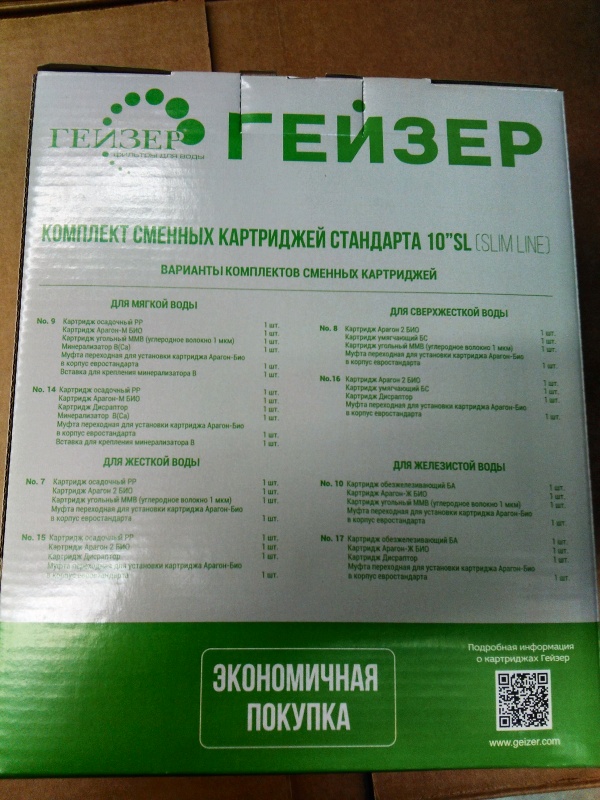 ГЕЙЗЕР
ФИЛЬТРЫ ДЛЯ ВОДЫ
ГЕЙЗЕР
КОМПЛЕКТ СМЕННЫХ КАРТРИДЖЕЙ СТАНДАРТА 10”SL (SLIM LINE)
ВАРИАНТЫ КОМПЛЕКТОВ СМЕННЫХ КАРТРИДЖЕЙ
ДЛЯ МЯГКОЙ ВОДЫ
No. 9 Картридж осадочный РР 1 шт.
Картридж Арагон-М БИО 1 шт.
Картридж угольный ММВ (углеродное волокно 1 мкм) 1 шт.
Минерализатор В(Са) 1 шт.
Муфта переходная для установки картриджа Арагон-Био
в корпус евростандарта 1 шт.
Вставка для крепления минерализатора В 1 шт.
No. 14 Картридж осадочный РР 1 шт.
Картридж Арагон-М БИО 1 шт.
Картридж Дисраптор 1 шт.
Минерализатор В(Са) 1 шт.
Муфта переходная для установки картриджа Арагон-Био
в корпус евростандарта 1 шт.
Вставка для крепления минерализатора В 1 шт.
ДЛЯ ЖЕСТКОЙ ВОДЫ
No. 7 Картридж осадочный РР 1 шт.
Картридж Арагон 2 БИО 1 шт.
Картридж угольный ММВ (углеродное волокно 1 мкм) 1 шт.
Муфта переходная для установки картриджа Арагон-Био
в корпус евростандарта 1 шт.
No. 15 Картридж осадочный РР 1 шт.
Картридж Арагон 2 БИО 1 шт.
Картридж Дисраптор 1 шт.
Муфта переходная для установки картриджа Арагон-Био
в корпус евростандарта 1 шт.
ДЛЯ СВЕРХЖЕСТКОЙ ВОДЫ
No. 8 Картридж Арагон 2 БИО 1 шт.
Картридж умягчающий БС 1 шт.
Картридж угольный ММВ (углеродное волокно 1 мкм) 1 шт.
Муфта переходная для установки картриджа Арагон-Био
в корпус евростандарта 1 шт.
No.16 Картридж Арагон 2 БИО 1 шт.
Картридж умягчающий БС 1 шт.
Картридж Дисраптор 1 шт.
Муфта переходная для установки картриджа Арагон-Био
в корпус евростандарта 1 шт.
ДЛЯ ЖЕЛЕЗИСТОЙ ВОДЫ
No. 10 Картридж обезжелезивающий БА 1 шт.
Картридж Арагон-Ж БИО 1 шт.
Картридж угольный ММВ (углеродное волокно 1 мкм) 1 шт.
Муфта переходная для установки картриджа Арагон-Био
в корпус евростандарта 1 шт.
No. 17 Картридж обезжелезивающий БА 1 шт.
Картридж Арагон-Ж БИО 1 шт.
Картридж Дисраптор 1 шт.
Муфта переходная для установки картриджа Арагон-Био
в корпус евростандарта 1 шт.
ЭКОНОМИЧНАЯ
ПОКУПКА
Подробная информация
о картриджах Гейзер
www.geizer.com